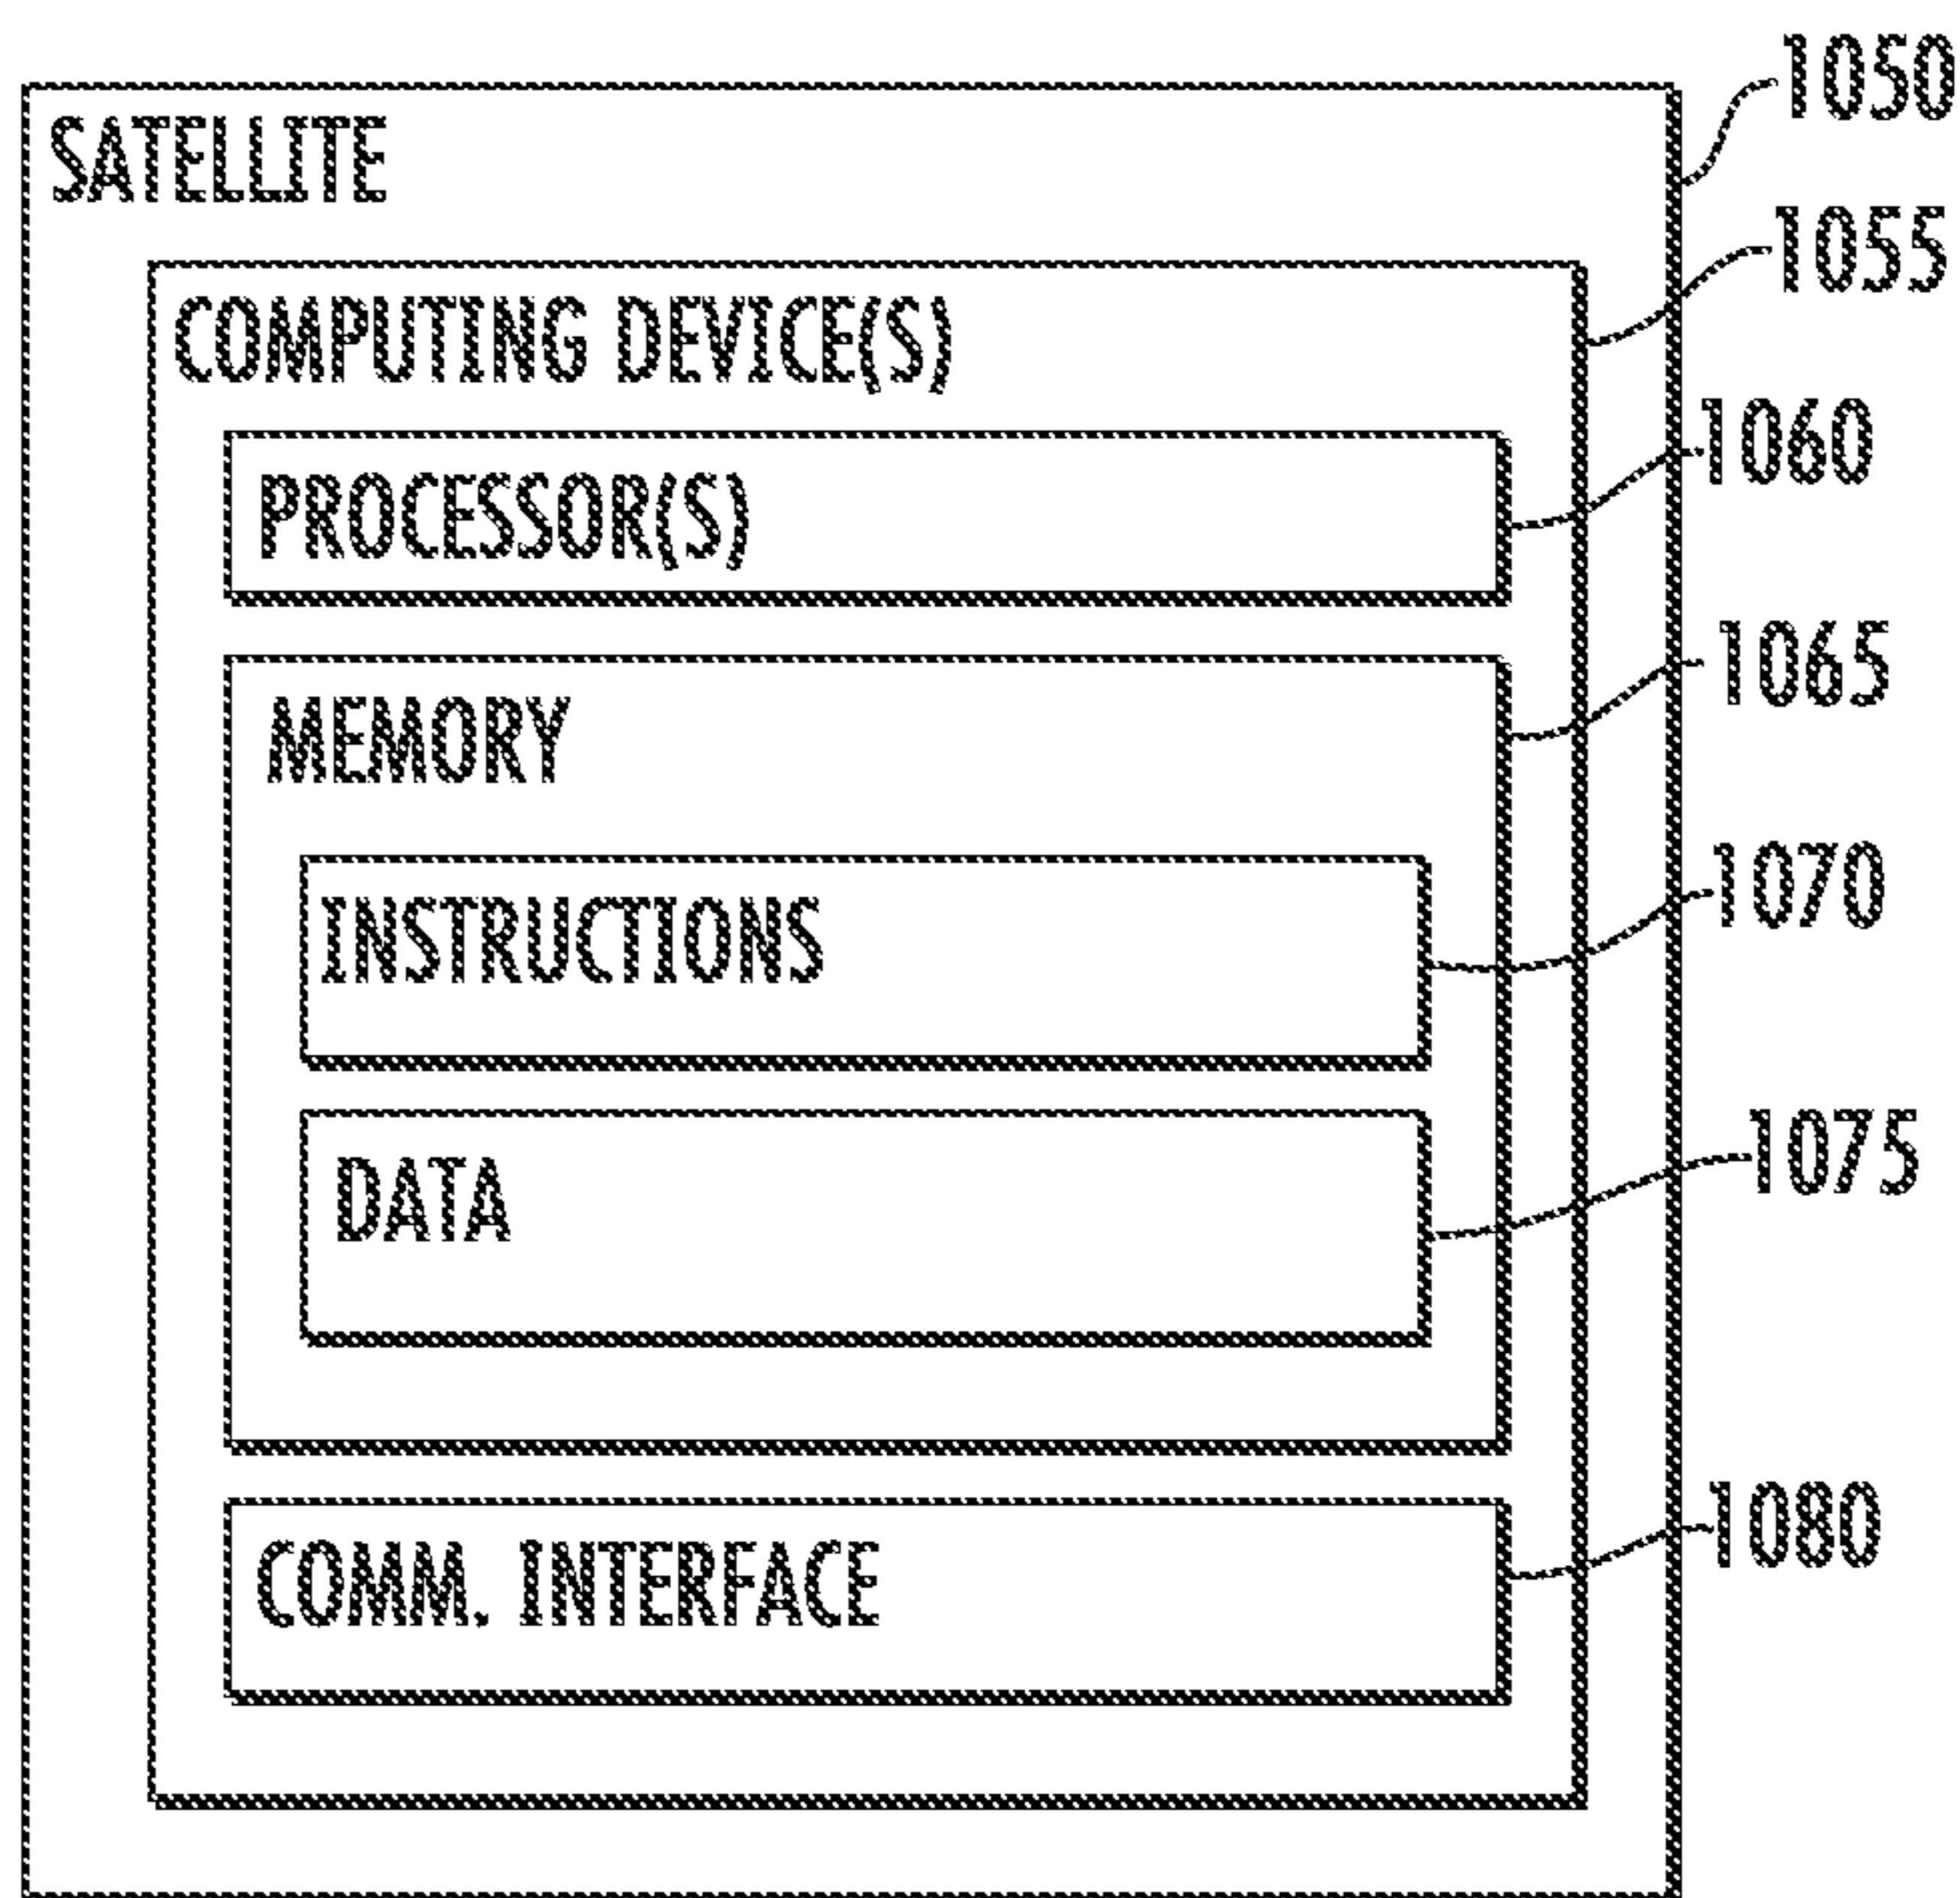 1050
SATELLITE
1055
COMPUTING DEVICE(S)
1060
PROCESSOR(S)
1065
MEMORY
1070
INSTRUCTIONS
1075
DATA
1080
COMM. INTERFACE